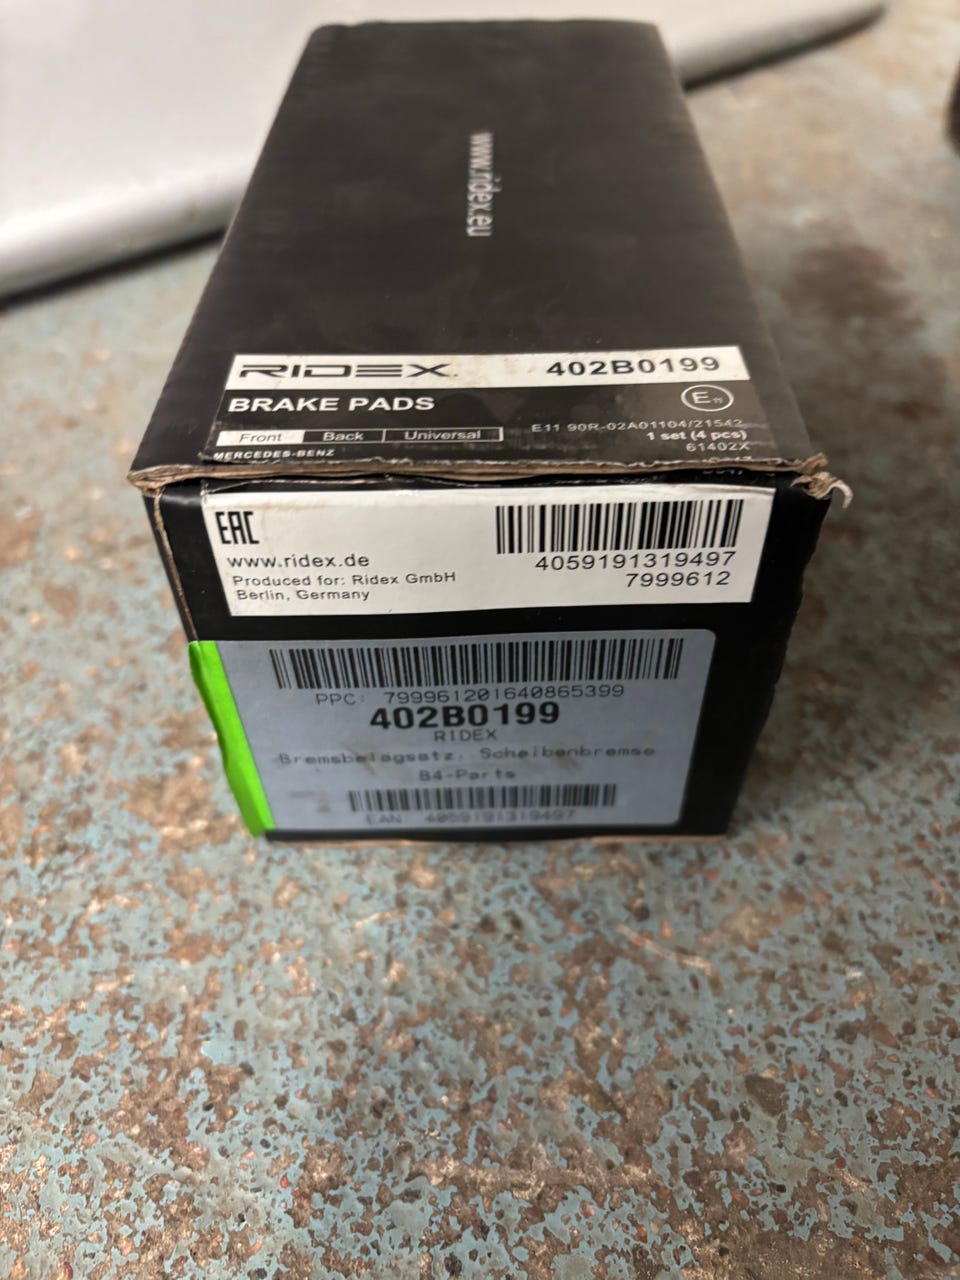 www.ridex.eu
RIDEX. 402B0199
BRAKE PADS E11
Front Back Universal E11 90R-02A01104/21542
1 set (4 pcs)
MERCEDES-BENZ 61402X
EAC
www.ridex.de
Produced for: Ridex GmbH
Berlin, Germany
4059191319497
7999612
PPC: 799961201640865399
402B0199
RIDEX
Bremsbelagsatz, Scheibenbremse
B4-Parts
EAN: 4059191319497